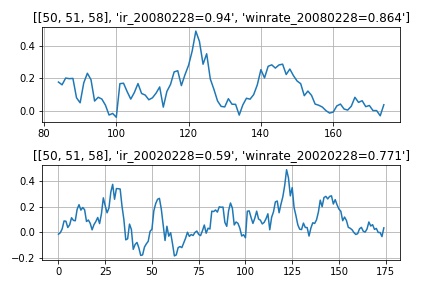 [[50, 51, 58], 'ir_20080228=0.94', 'winrate_20080228=0.864']
0.4
0.2
0.0
80 100 120 140 160
[[50, 51, 58], 'ir_20020228=0.59', 'winrate_20020228=0.771']
0.4
0.2
0.0
−0.2
0 25 50 75 100 125 150 175